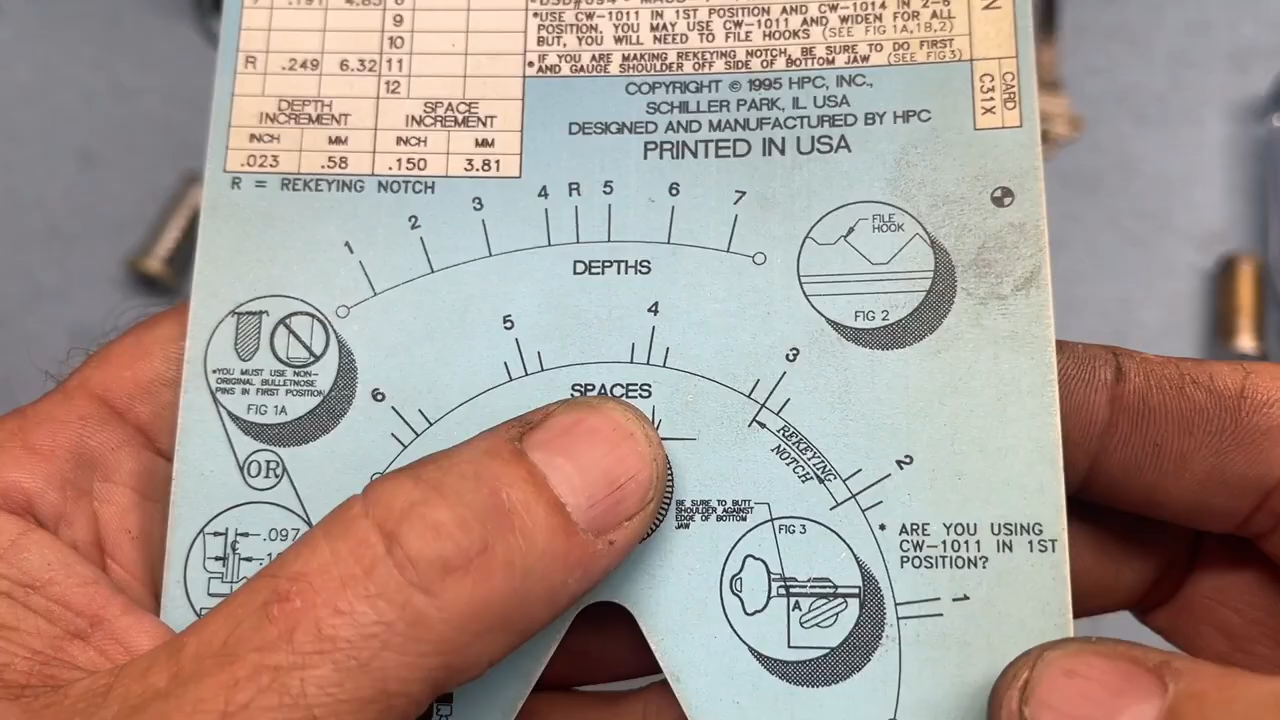 .191 4.85
9
10
R .249 6.32 11
12
DEPTH INCREMENT SPACE INCREMENT
INCH MM INCH MM
.023 .58 .150 3.81
R = REKEYING NOTCH
*USE CW-1011 IN 1ST POSITION AND CW-1014 IN 2-6
POSITION. YOU MAY USE CW-1011 AND WIDEN FOR ALL
BUT, YOU WILL NEED TO FILE HOOKS (SEE FIG 1A,1B,2)
•IF YOU ARE MAKING REKEYING NOTCH, BE SURE TO DO FIRST
AND GAUGE SHOULDER OFF SIDE OF BOTTOM JAW (SEE FIG3)
COPYRIGHT © 1995 HPC, INC.,
SCHILLER PARK, IL USA
DESIGNED AND MANUFACTURED BY HPC
PRINTED IN USA
CARD
C31X
1 2 3 4 R 5 6 7
DEPTHS
FILE
HOOK
FIG 2
6 5 4 3 2 1
SPACES
REKEYING
NOTCH
*YOU MUST USE NON-
ORIGINAL BULLETNOSE
PINS IN FIRST POSITION
FIG 1A
OR
.097
BE SURE TO BUTT
SHOULDER AGAINST
EDGE OF BOTTOM
JAW
FIG 3
A
* ARE YOU USING
CW-1011 IN 1ST
POSITION?